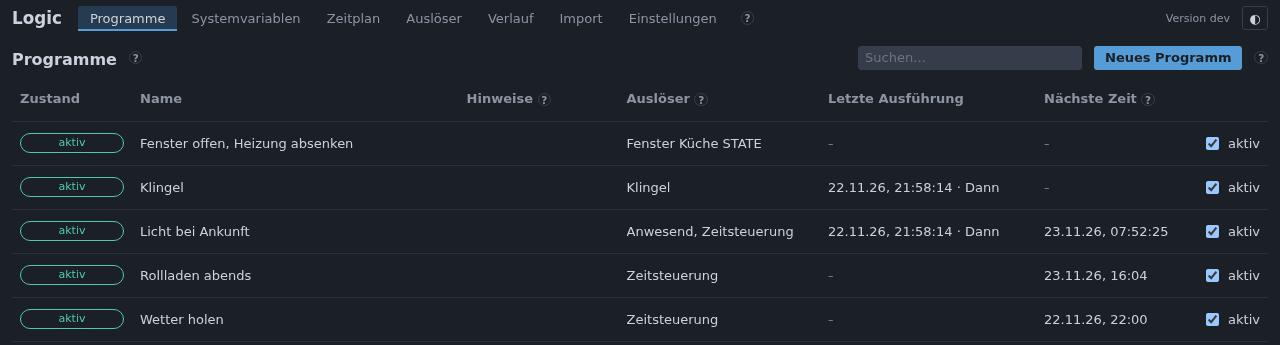 Logic Programme Systemvariablen Zeitplan Auslöser Verlauf Import Einstellungen ? Version dev
Programme ? Suchen... Neues Programm ?
Zustand Name Hinweise ? Auslöser ? Letzte Ausführung Nächste Zeit ?
aktiv Fenster offen, Heizung absenken Fenster Küche STATE – – aktiv
aktiv Klingel Klingel 22.11.26, 21:58:14 · Dann – aktiv
aktiv Licht bei Ankunft Anwesend, Zeitsteuerung 22.11.26, 21:58:14 · Dann 23.11.26, 07:52:25 aktiv
aktiv Rollladen abends Zeitsteuerung – 23.11.26, 16:04 aktiv
aktiv Wetter holen Zeitsteuerung – 22.11.26, 22:00 aktiv